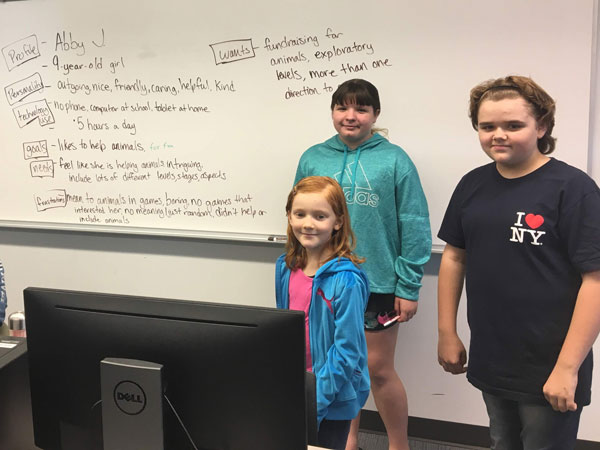 Profile - Abby J
- 9-year-old girl
Personality - outgoing, nice, friendly, caring, helpful, kind
technology use - no phone, computer at school, tablet at home
• 5 hours a day
goals - likes to help animals, for fun
needs - feel like she is helping animals, intriguing,
include lots of different levels, stages, aspects
frustrations - mean to animals in games, boring, no games that
interested her, no meaning/just random, didn't help or
include animals
wants - fundraising for
animals, exploratory
levels, more than one
direction to
adidas
I ❤ NY
DELL